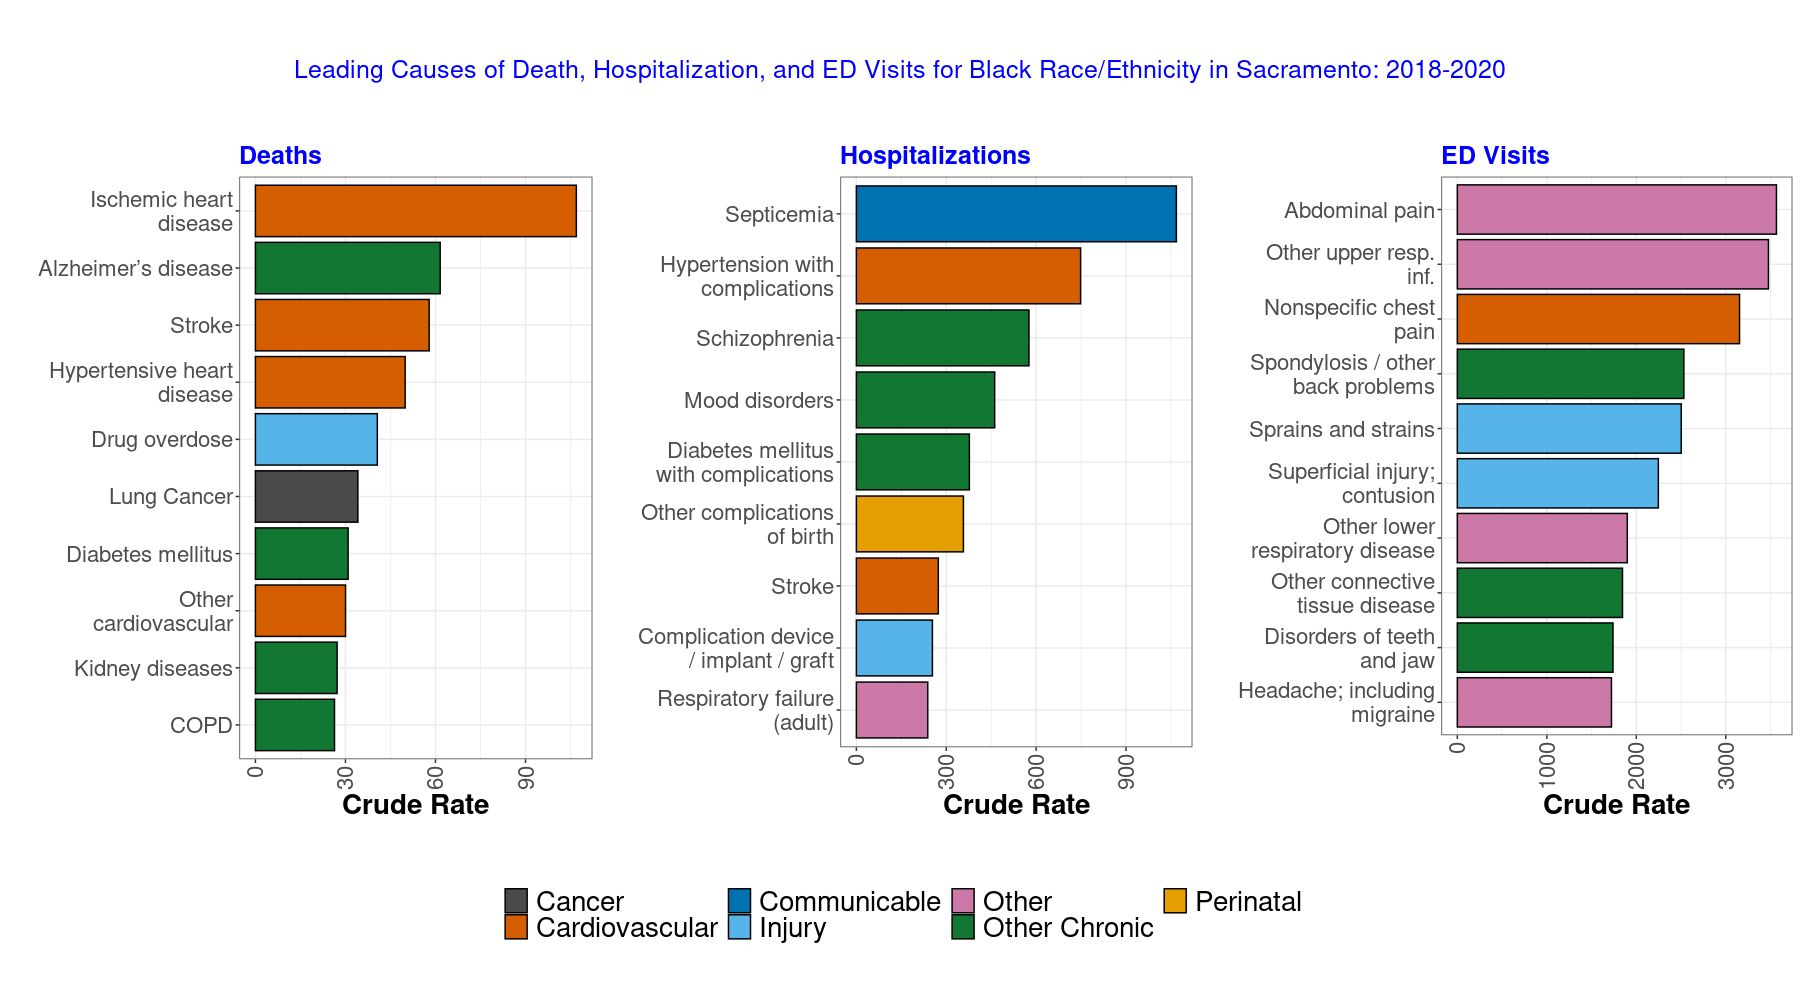 Leading Causes of Death, Hospitalization, and ED Visits for Black Race/Ethnicity in Sacramento: 2018-2020
Deaths
Ischemic heart
disease
Alzheimer’s disease
Stroke
Hypertensive heart
disease
Drug overdose
Lung Cancer
Diabetes mellitus
Other
cardiovascular
Kidney diseases
COPD
0
30
60
90
Crude Rate
Hospitalizations
Septicemia
Hypertension with
complications
Schizophrenia
Mood disorders
Diabetes mellitus
with complications
Other complications
of birth
Stroke
Complication device
/ implant / graft
Respiratory failure
(adult)
0
300
600
900
Crude Rate
ED Visits
Abdominal pain
Other upper resp.
inf.
Nonspecific chest
pain
Spondylosis / other
back problems
Sprains and strains
Superficial injury;
contusion
Other lower
respiratory disease
Other connective
tissue disease
Disorders of teeth
and jaw
Headache; including
migraine
0
1000
2000
3000
Crude Rate
Cancer
Cardiovascular
Communicable
Injury
Other
Other Chronic
Perinatal